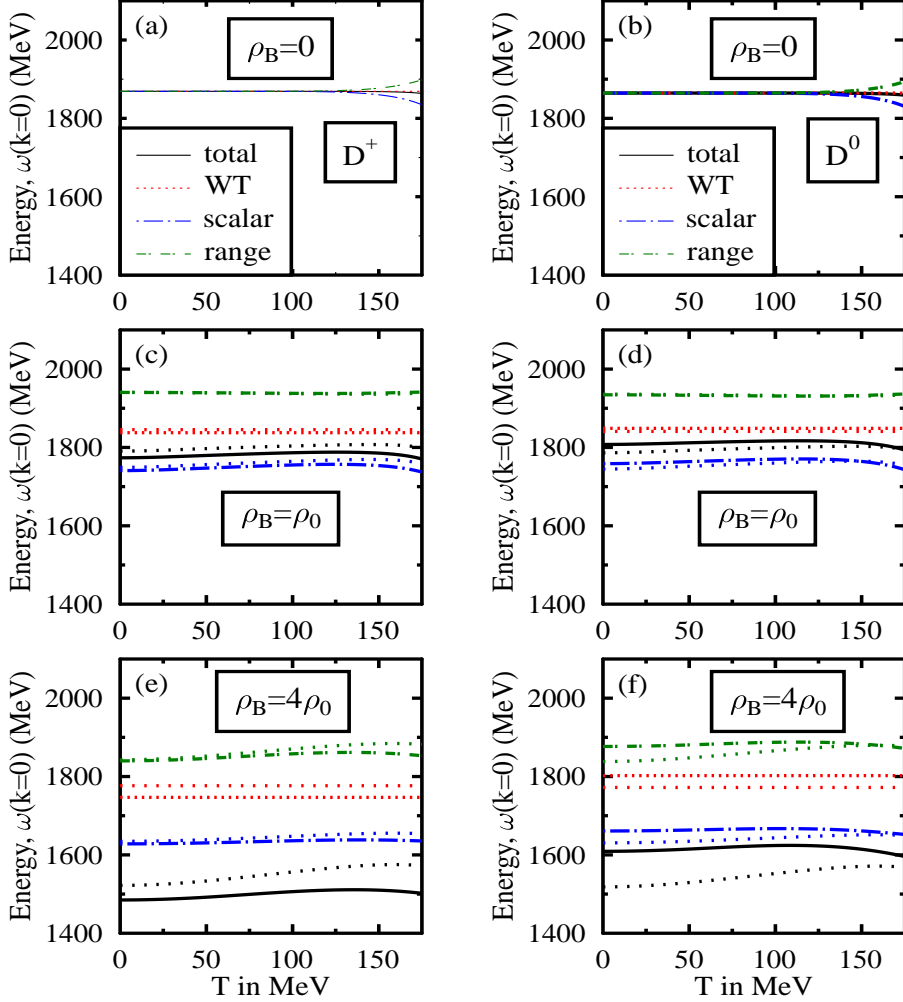 (a)
ρB=0
D+
total
WT
scalar
range
Energy, ω(k=0) (MeV)
2000
1800
1600
1400
0 50 100 150
(b)
ρB=0
D0
total
WT
scalar
range
Energy, ω(k=0) (MeV)
2000
1800
1600
1400
0 50 100 150
(c)
ρB=ρ0
Energy, ω(k=0) (MeV)
2000
1800
1600
1400
0 50 100 150
(d)
ρB=ρ0
Energy, ω(k=0) (MeV)
2000
1800
1600
1400
0 50 100 150
(e)
ρB=4ρ0
Energy, ω(k=0) (MeV)
2000
1800
1600
1400
0 50 100 150
T in MeV
(f)
ρB=4ρ0
Energy, ω(k=0) (MeV)
2000
1800
1600
1400
0 50 100 150
T in MeV